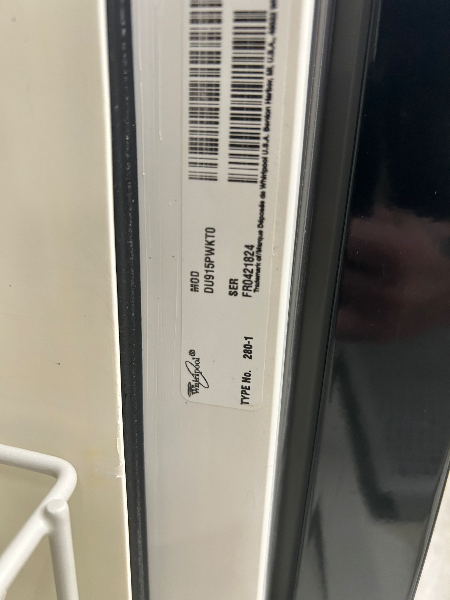 Whirlpool®
MOD
DU915PWKT0
TYPE No. 280-1
SER
FR0421824
Trademark of/Marque Déposée de Whirlpool U.S.A. Benton Harbor, MI, U.S.A.